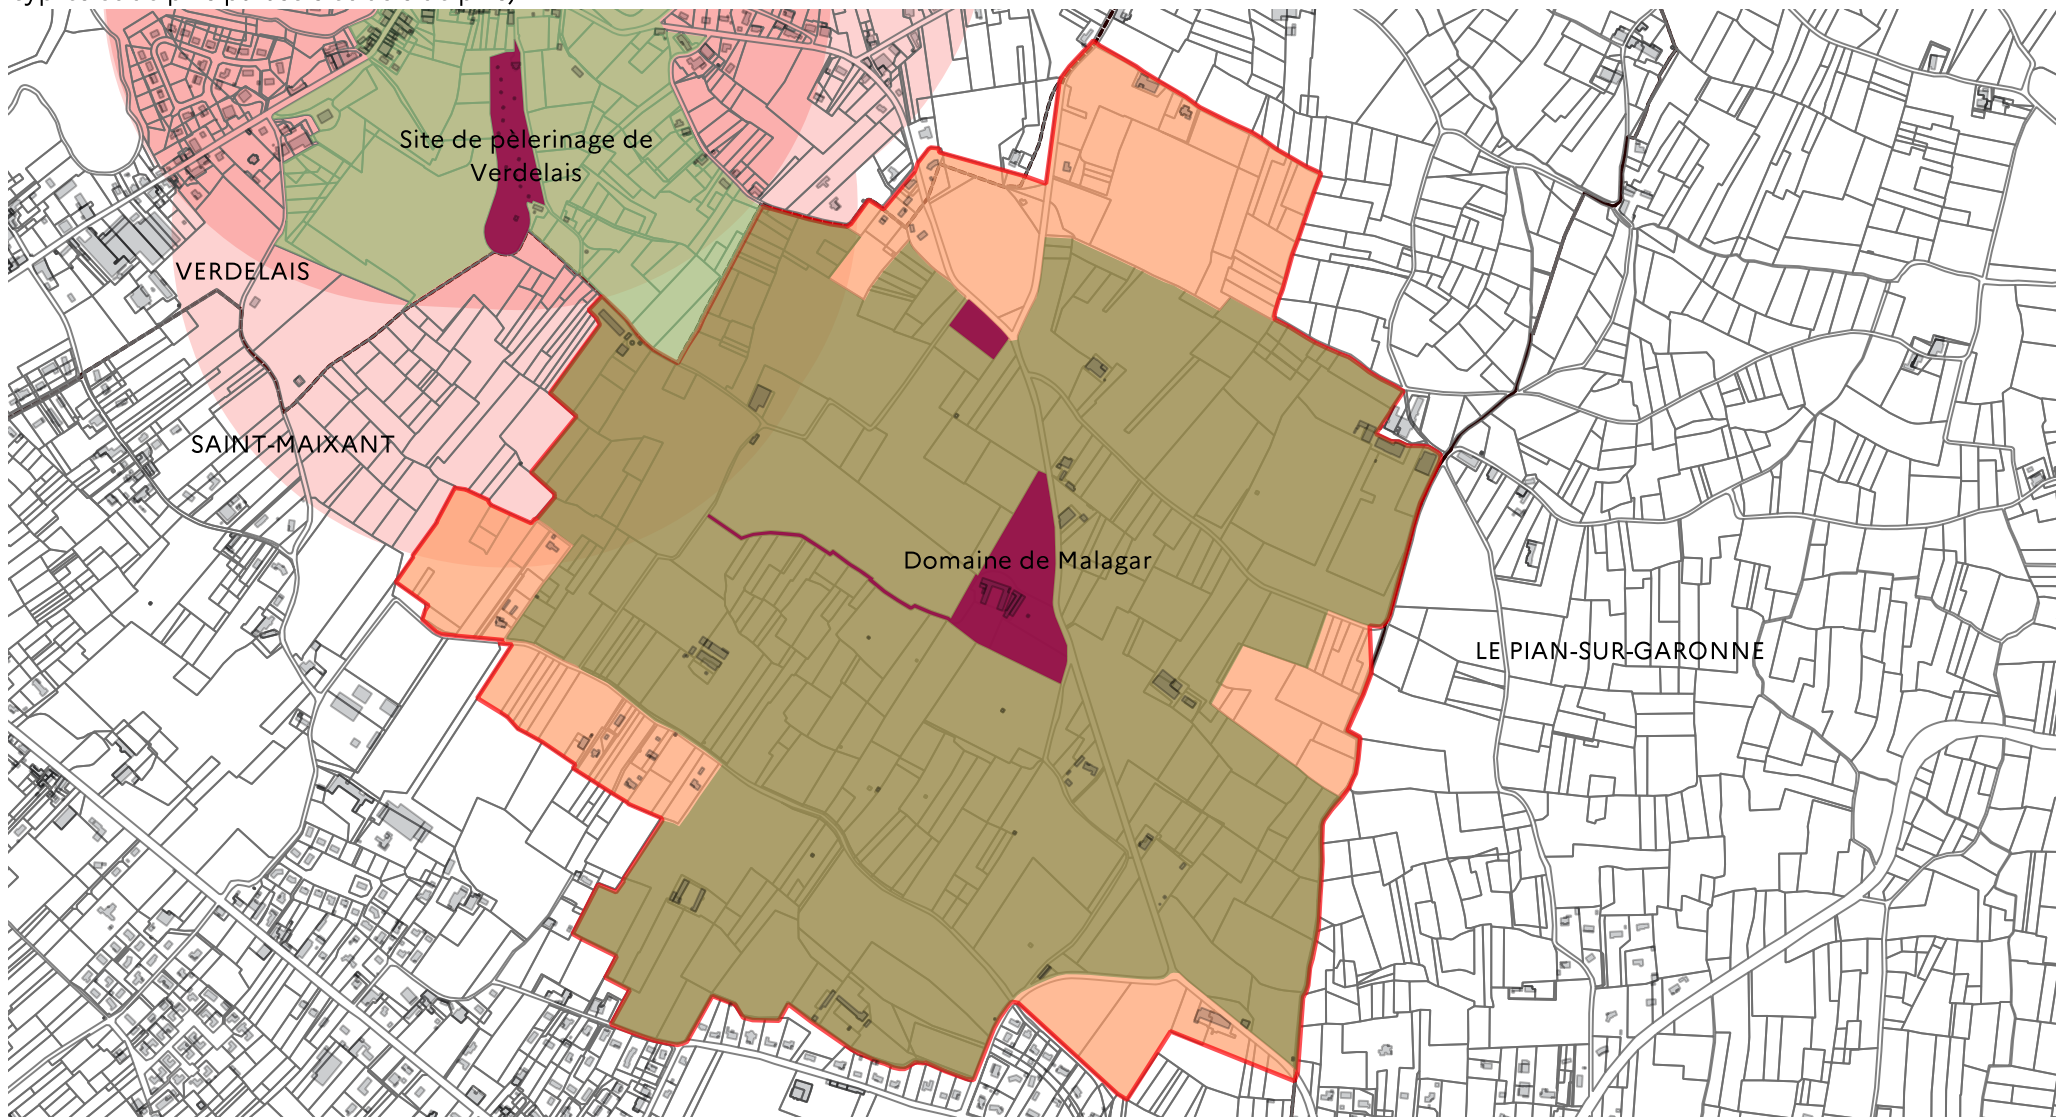 Site de pèlerinage de
Verdelais
VERDELAIS
SAINT-MAIXANT
Domaine de Malagar
LE PIAN-SUR-GARONNE